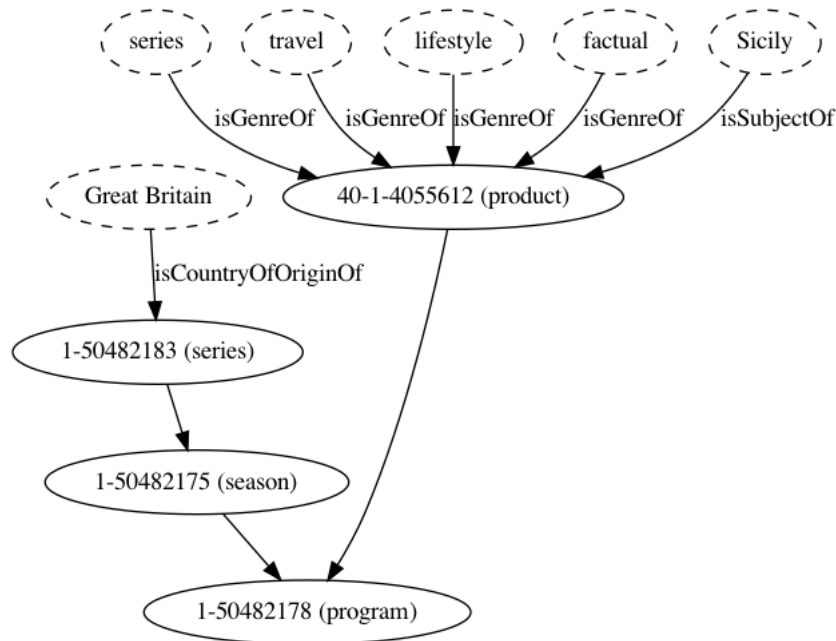 series travel lifestyle factual Sicily
isGenreOf isGenreOf isGenreOf isGenreOf isSubjectOf
Great Britain 40-1-4055612 (product)
isCountryOfOriginOf
1-50482183 (series)
1-50482175 (season)
1-50482178 (program)